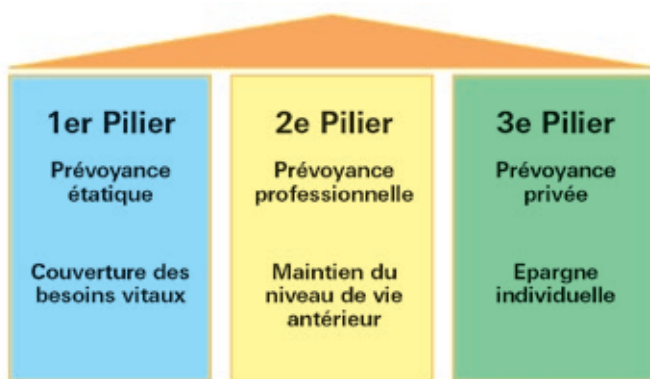 1er Pilier
Prévoyance
étatique
Couverture des
besoins vitaux
2e Pilier
Prévoyance
professionnelle
Maintien du
niveau de vie
antérieur
3e Pilier
Prévoyance
privée
Epargne
individuelle